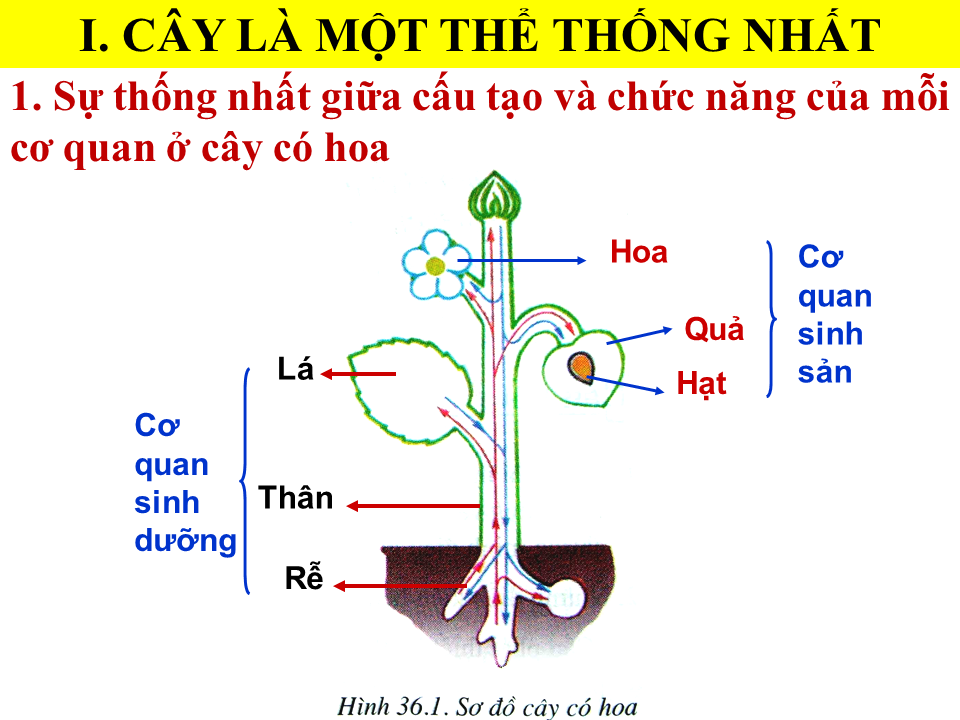 I. CÂY LÀ MỘT THỂ THỐNG NHẤT
1. Sự thống nhất giữa cấu tạo và chức năng của mỗi
cơ quan ở cây có hoa
Hoa
Quả
Hạt
Cơ
quan
sinh
sản
Lá
Thân
Rễ
Cơ
quan
sinh
dưỡng
Hình 36.1. Sơ đồ cây có hoa